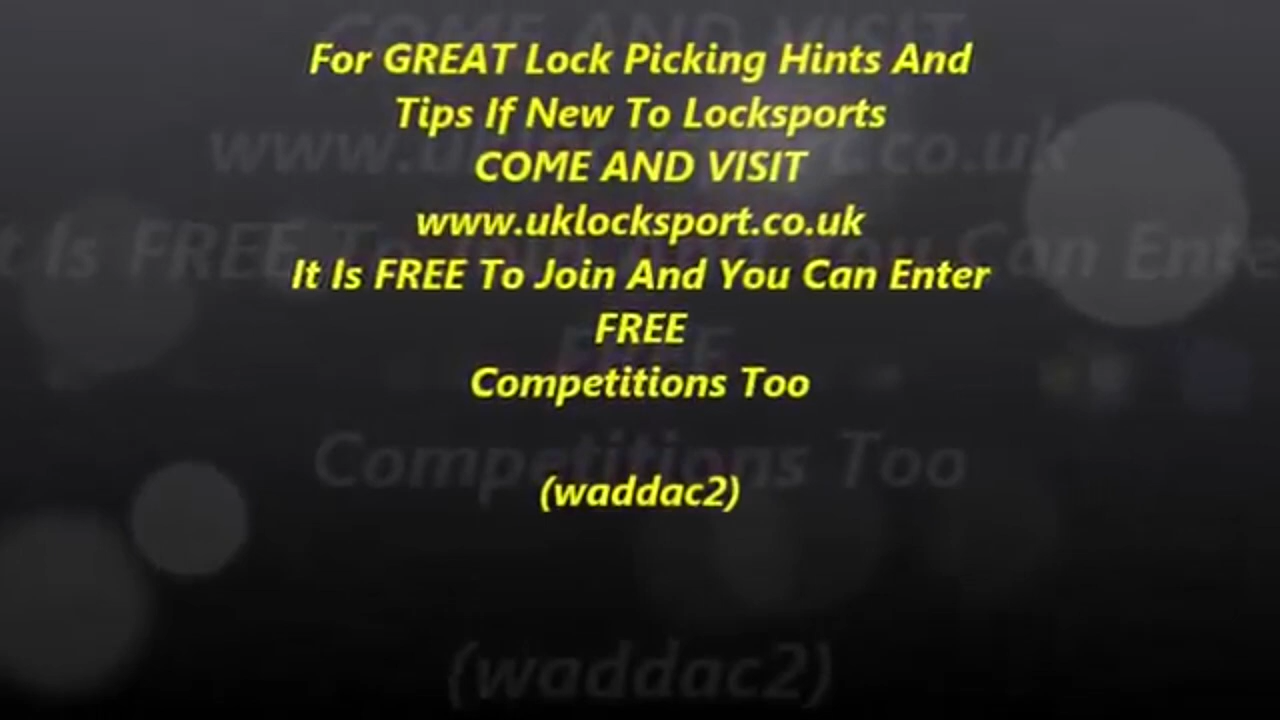 For GREAT Lock Picking Hints And
Tips If New To Locksports
COME AND VISIT
www.uklocksport.co.uk
It Is FREE To Join And You Can Enter
FREE
Competitions Too
(waddac2)